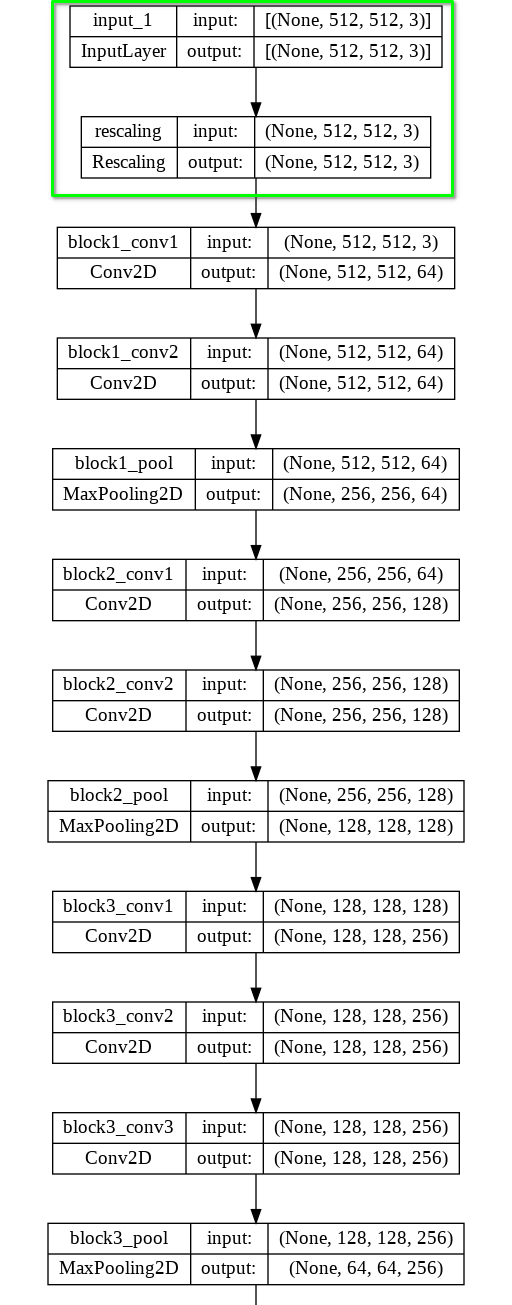 input_1 input: [(None, 512, 512, 3)]
InputLayer output: [(None, 512, 512, 3)]
rescaling input: (None, 512, 512, 3)
Rescaling output: (None, 512, 512, 3)
block1_conv1 input: (None, 512, 512, 3)
Conv2D output: (None, 512, 512, 64)
block1_conv2 input: (None, 512, 512, 64)
Conv2D output: (None, 512, 512, 64)
block1_pool input: (None, 512, 512, 64)
MaxPooling2D output: (None, 256, 256, 64)
block2_conv1 input: (None, 256, 256, 64)
Conv2D output: (None, 256, 256, 128)
block2_conv2 input: (None, 256, 256, 128)
Conv2D output: (None, 256, 256, 128)
block2_pool input: (None, 256, 256, 128)
MaxPooling2D output: (None, 128, 128, 128)
block3_conv1 input: (None, 128, 128, 128)
Conv2D output: (None, 128, 128, 256)
block3_conv2 input: (None, 128, 128, 256)
Conv2D output: (None, 128, 128, 256)
block3_conv3 input: (None, 128, 128, 256)
Conv2D output: (None, 128, 128, 256)
block3_pool input: (None, 128, 128, 256)
MaxPooling2D output: (None, 64, 64, 256)